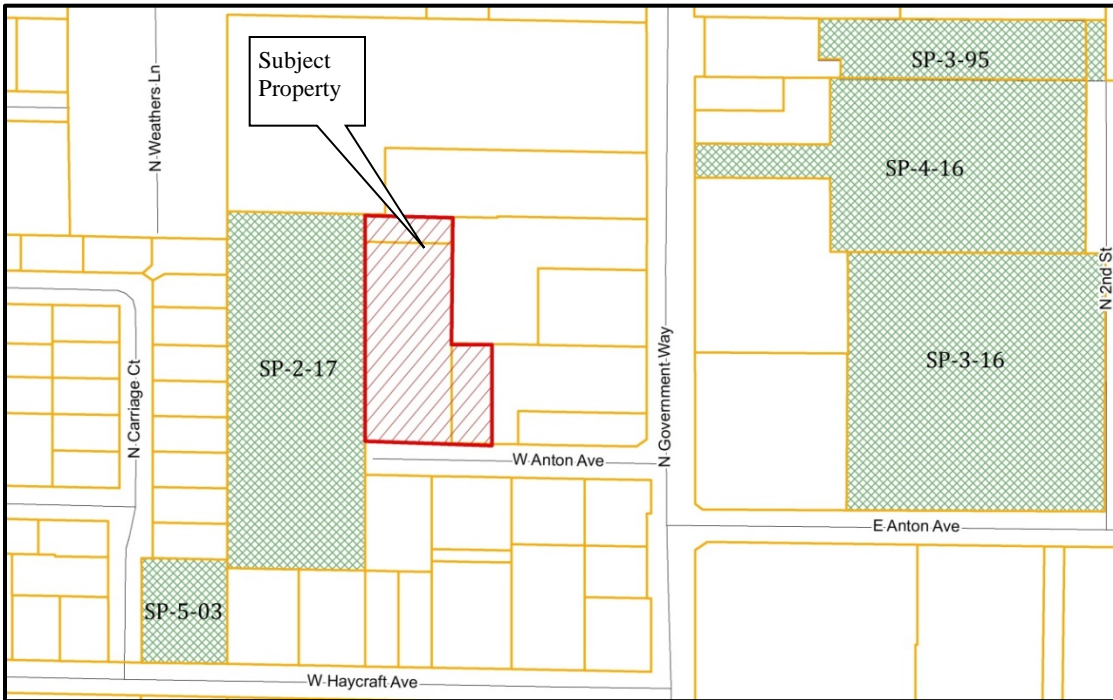 Subject
Property
SP-3-95
N Weathers Ln
SP-4-16
N 2nd St
SP-2-17
N Carriage Ct
N Government Way
SP-3-16
W Anton Ave
E Anton Ave
SP-5-03
W Haycraft Ave